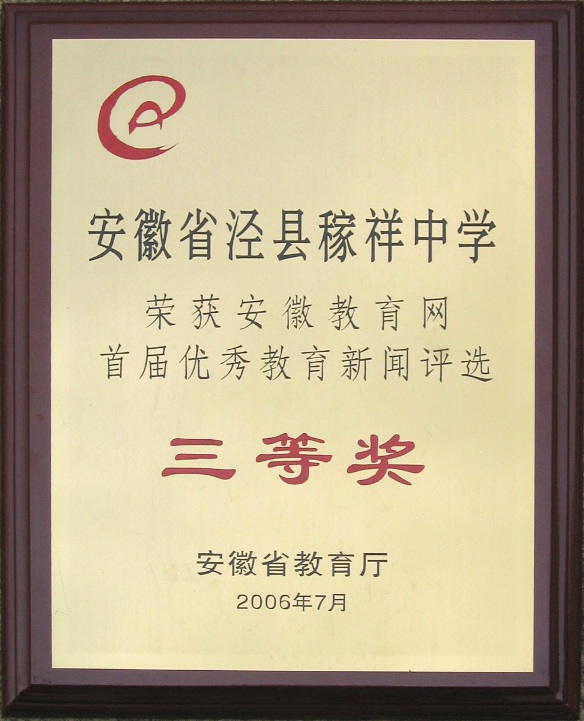 安徽省泾县稼祥中学
荣获安徽教育网
首届优秀教育新闻评选
三等奖
安徽省教育厅
2006年7月